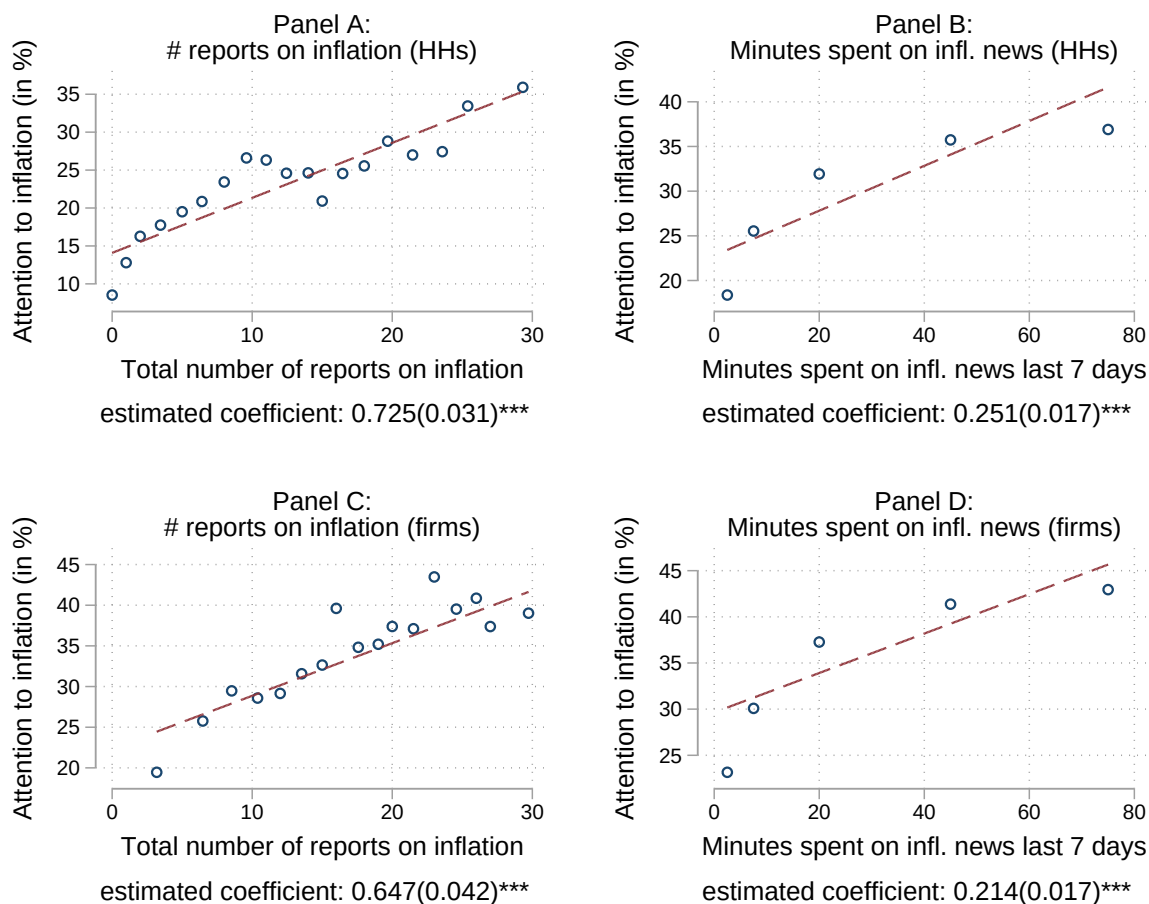 Panel A:
# reports on inflation (HHs)
Attention to inflation (in %)
35
30
25
20
15
10
0
10
20
30
Total number of reports on inflation
estimated coefficient: 0.725(0.031)***
Panel B:
Minutes spent on infl. news (HHs)
Attention to inflation (in %)
40
35
30
25
20
0
20
40
60
80
Minutes spent on infl. news last 7 days
estimated coefficient: 0.251(0.017)***
Panel C:
# reports on inflation (firms)
Attention to inflation (in %)
45
40
35
30
25
20
0
10
20
30
Total number of reports on inflation
estimated coefficient: 0.647(0.042)***
Panel D:
Minutes spent on infl. news (firms)
Attention to inflation (in %)
45
40
35
30
25
0
20
40
60
80
Minutes spent on infl. news last 7 days
estimated coefficient: 0.214(0.017)***